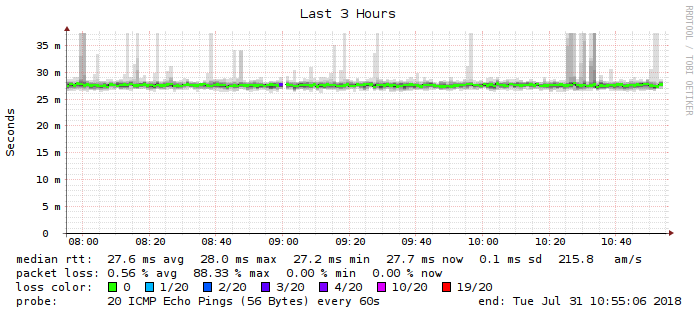 Last 3 Hours
RRDTOOL / TOBI OETIKER
Seconds
35 m
30 m
25 m
20 m
15 m
10 m
5 m
0
08:00 08:20 08:40 09:00 09:20 09:40 10:00 10:20 10:40
median rtt: 27.6 ms avg 28.0 ms max 27.2 ms min 27.7 ms now 0.1 ms sd 215.8 am/s
packet loss: 0.56 % avg 88.33 % max 0.00 % min 0.00 % now
loss color: 0 1/20 2/20 3/20 4/20 10/20 19/20
probe: 20 ICMP Echo Pings (56 Bytes) every 60s end: Tue Jul 31 10:55:06 2018